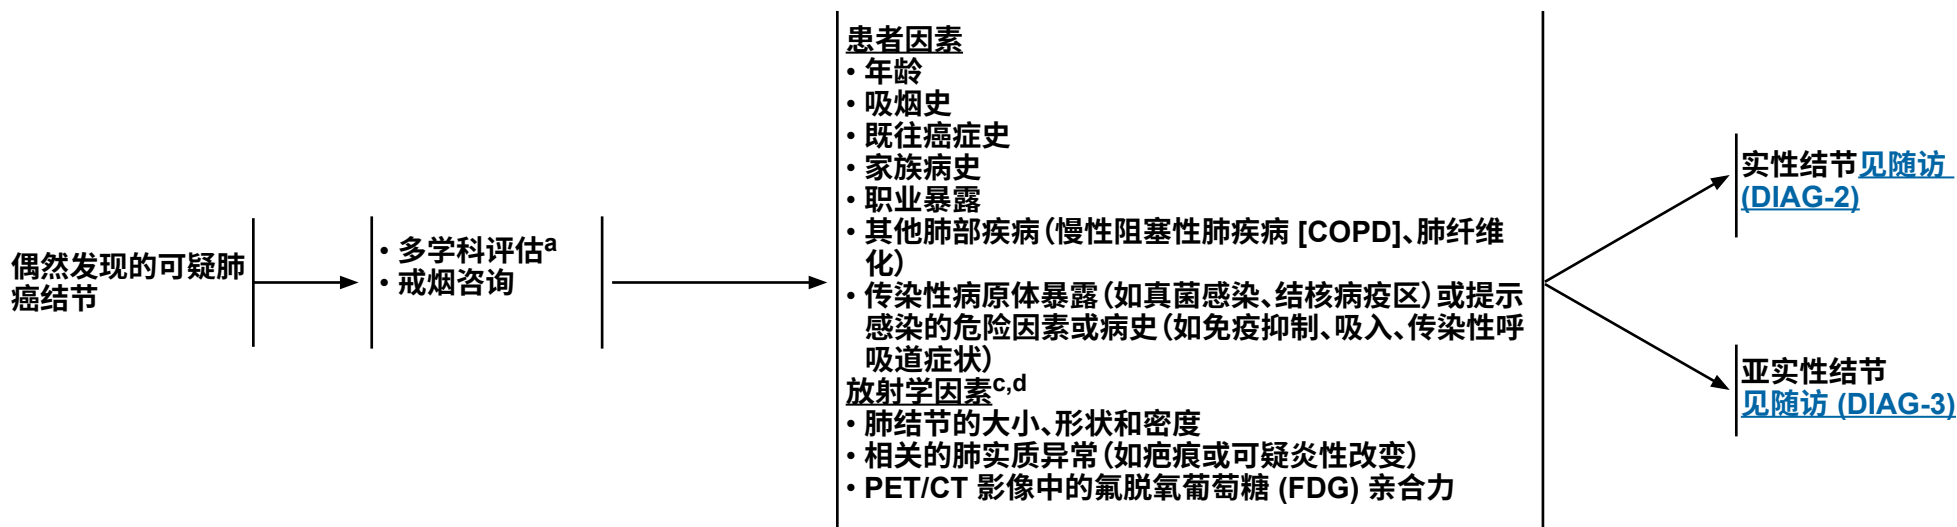 偶然发现的可疑肺
癌结节
• 多学科评估a
• 戒烟咨询
患者因素
• 年龄
• 吸烟史
• 既往癌症史
• 家族病史
• 职业暴露
• 其他肺部疾病（慢性阻塞性肺疾病 [COPD]、肺纤维
化）
• 传染性病原体暴露（如真菌感染、结核病疫区）或提示
感染的危险因素或病史（如免疫抑制、吸入、传染性呼
吸道症状）
放射学因素c,d
• 肺结节的大小、形状和密度
• 相关的肺实质异常（如疤痕或可疑炎性改变）
• PET/CT 影像中的氟脱氧葡萄糖 (FDG) 亲合力
实性结节见随访
(DIAG-2)
亚实性结节
见随访 (DIAG-3)